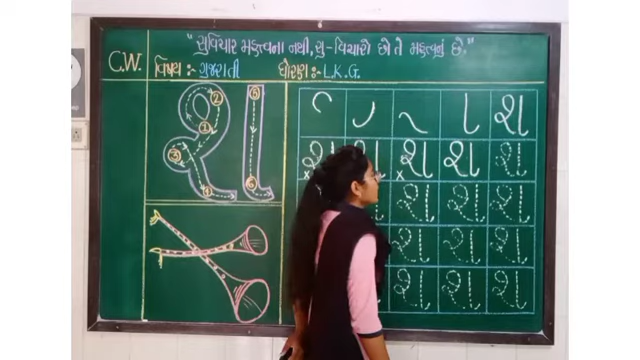 "સુવિચાર મહત્ત્વના નથી, સુ - વિચારો છો તે મહત્ત્વનું છે."
C.W. વિષય :- ગુજરાતી ધોરણ :- L.K.G.
શ
શ
શ શ શ શ શ
શ શ શ
શ શ શ
શ શ શ